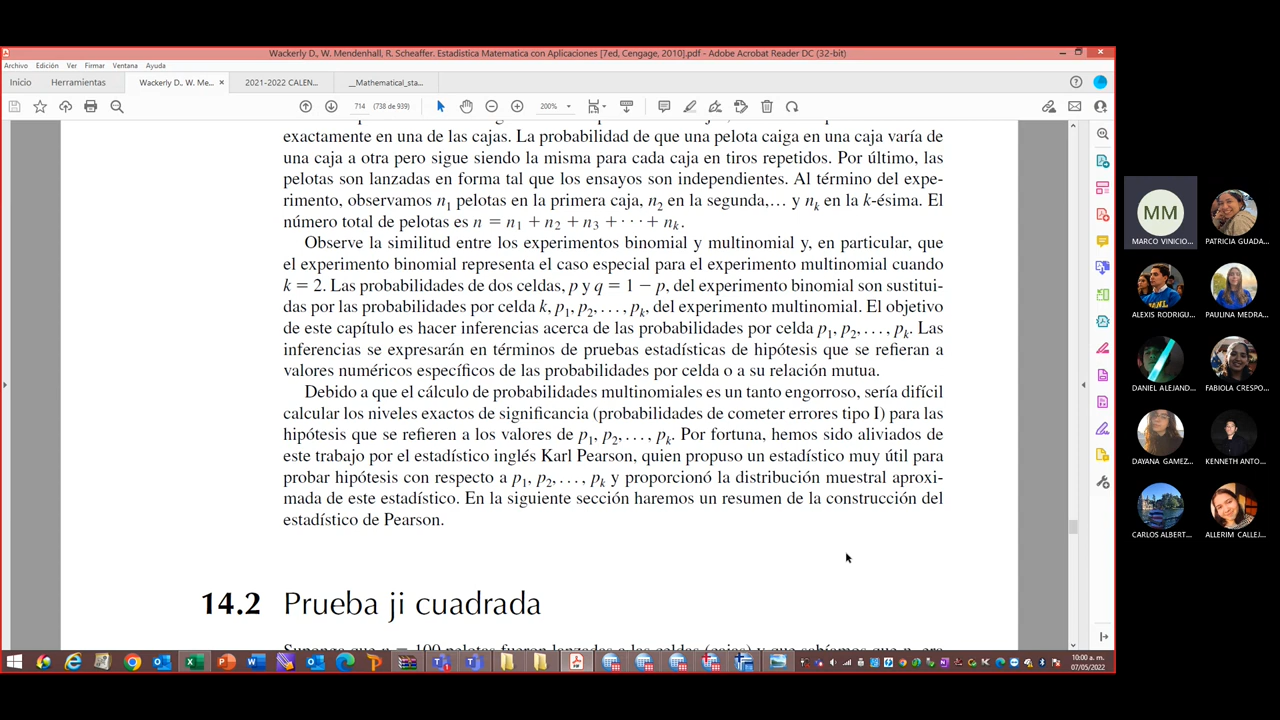 Wackerly D., W. Mendenhall, R. Scheaffer. Estadistica Matematica con Aplicaciones [7ed, Cengage, 2010].pdf - Adobe Acrobat Reader DC (32-bit)
Archivo Edición Ver Firmar Ventana Ayuda
Inicio Herramientas Wackerly D., W. Me... × 2021-2022 CALEN... __Mathematical_sta...
714 (738 de 939) 200%
exactamente en una de las cajas. La probabilidad de que una pelota caiga en una caja varía de
una caja a otra pero sigue siendo la misma para cada caja en tiros repetidos. Por último, las
pelotas son lanzadas en forma tal que los ensayos son independientes. Al término del expe-
rimento, observamos n1 pelotas en la primera caja, n2 en la segunda,... y nk en la k-ésima. El
número total de pelotas es n = n1 + n2 + n3 + · · · + nk.
Observe la similitud entre los experimentos binomial y multinomial y, en particular, que
el experimento binomial representa el caso especial para el experimento multinomial cuando
k = 2. Las probabilidades de dos celdas, p y q = 1 − p, del experimento binomial son sustitui-
das por las probabilidades por celda k, p1, p2, . . . , pk, del experimento multinomial. El objetivo
de este capítulo es hacer inferencias acerca de las probabilidades por celda p1, p2, . . . , pk. Las
inferencias se expresarán en términos de pruebas estadísticas de hipótesis que se refieran a
valores numéricos específicos de las probabilidades por celda o a su relación mutua.
Debido a que el cálculo de probabilidades multinomiales es un tanto engorroso, sería difícil
calcular los niveles exactos de significancia (probabilidades de cometer errores tipo I) para las
hipótesis que se refieren a los valores de p1, p2, . . . , pk. Por fortuna, hemos sido aliviados de
este trabajo por el estadístico inglés Karl Pearson, quien propuso un estadístico muy útil para
probar hipótesis con respecto a p1, p2, . . . , pk y proporcionó la distribución muestral aproxi-
mada de este estadístico. En la siguiente sección haremos un resumen de la construcción del
estadístico de Pearson.
14.2 Prueba ji cuadrada
10:00 a. m.
07/05/2022
MM
MARCO VINICIO...
PATRICIA GUADA...
ALEXIS RODRIGU...
PAULINA MEDRA...
DANIEL ALEJAND...
FABIOLA CRESPO...
DAYANA GAMEZ...
KENNETH ANTO...
CARLOS ALBERT...
ALLERIM CALLEJ...